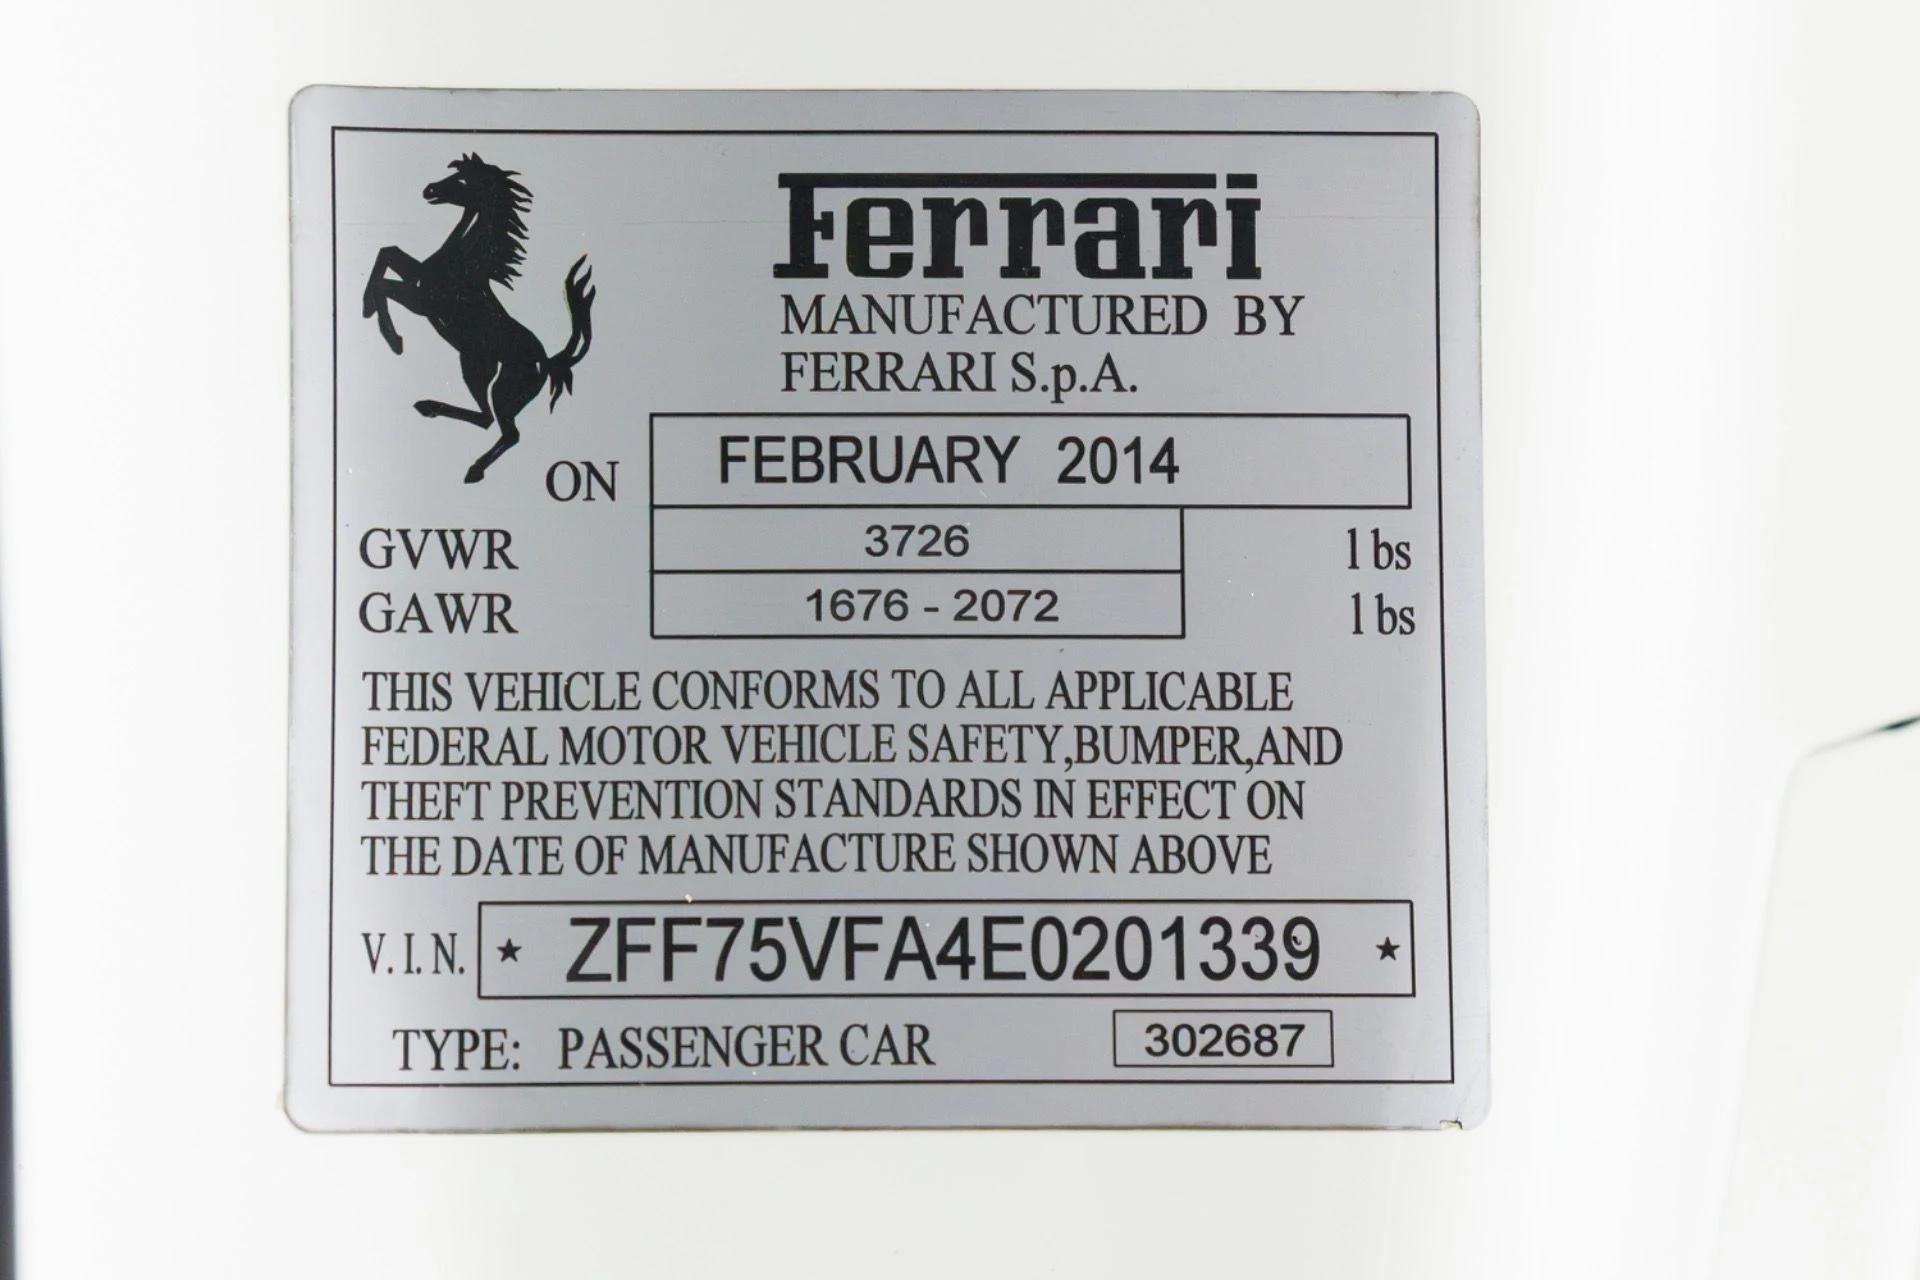 Ferrari
MANUFACTURED BY
FERRARI S.p.A.
ON FEBRUARY 2014
GVWR 3726 lbs
GAWR 1676 - 2072 lbs
THIS VEHICLE CONFORMS TO ALL APPLICABLE
FEDERAL MOTOR VEHICLE SAFETY,BUMPER,AND
THEFT PREVENTION STANDARDS IN EFFECT ON
THE DATE OF MANUFACTURE SHOWN ABOVE
V.I.N. ★ ZFF75VFA4E0201339 ★
TYPE: PASSENGER CAR 302687